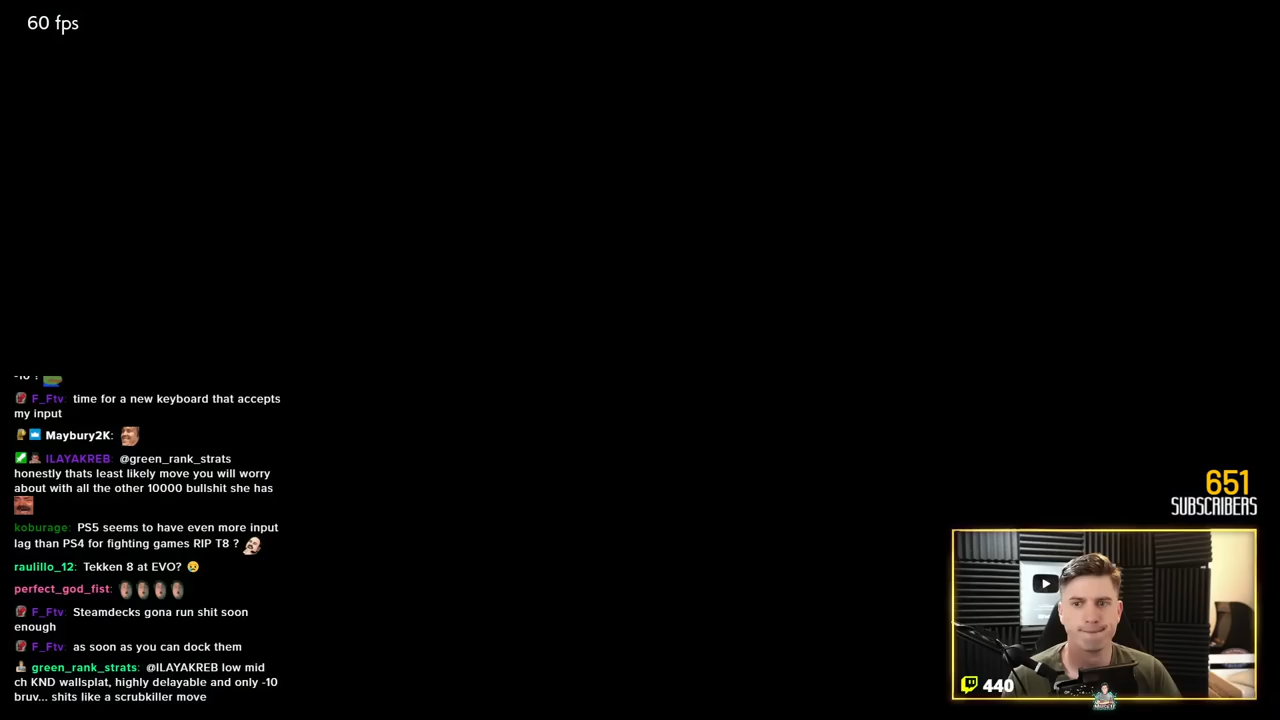 60 fps
-10 ?
F_Ftv: time for a new keyboard that accepts
my input
Maybury2K:
ILAYAKREB: @green_rank_strats
honestly thats least likely move you will worry
about with all the other 10000 bullshit she has
koburage: PS5 seems to have even more input
lag than PS4 for fighting games RIP T8 ?
raulillo_12: Tekken 8 at EVO?
perfect_god_fist:
F_Ftv: Steamdecks gona run shit soon
enough
F_Ftv: as soon as you can dock them
green_rank_strats: @ILAYAKREB low mid
ch KND wallsplat, highly delayable and only -10
bruv... shits like a scrubkiller move
651
SUBSCRIBERS
440